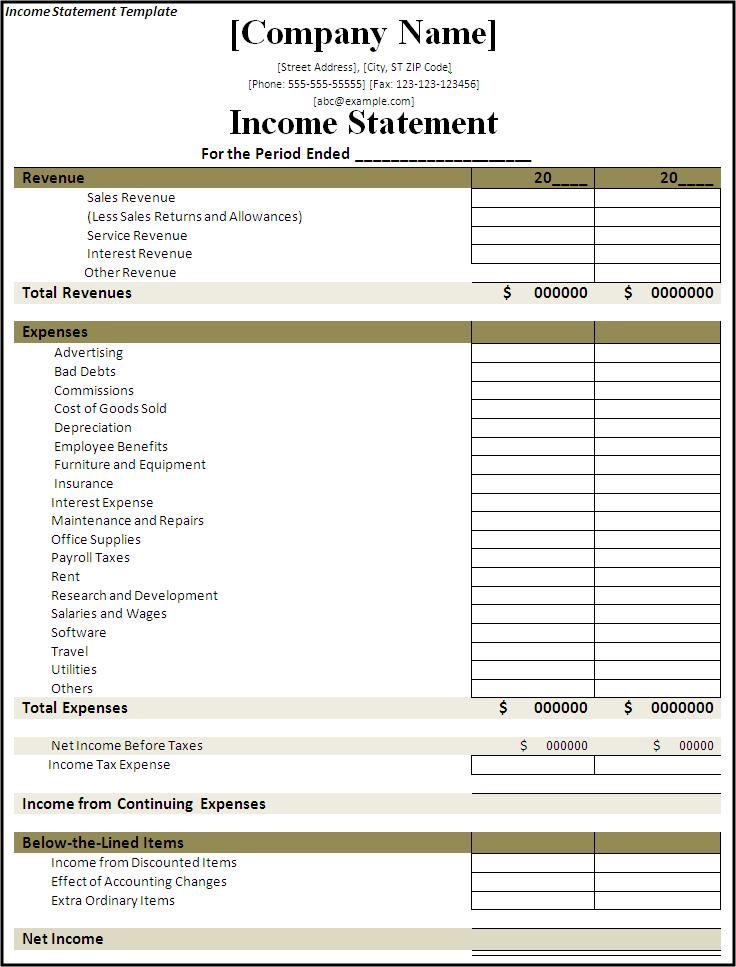 Income Statement Template
[Company Name]
[Street Address], [City, ST ZIP Code]
[Phone: 555-555-55555] [Fax: 123-123-123456]
[abc@example.com]
Income Statement
For the Period Ended ____________________
Revenue 20____ 20____
Sales Revenue
(Less Sales Returns and Allowances)
Service Revenue
Interest Revenue
Other Revenue
Total Revenues $ 000000 $ 0000000
Expenses
Advertising
Bad Debts
Commissions
Cost of Goods Sold
Depreciation
Employee Benefits
Furniture and Equipment
Insurance
Interest Expense
Maintenance and Repairs
Office Supplies
Payroll Taxes
Rent
Research and Development
Salaries and Wages
Software
Travel
Utilities
Others
Total Expenses $ 000000 $ 0000000
Net Income Before Taxes $ 000000 $ 00000
Income Tax Expense
Income from Continuing Expenses
Below-the-Lined Items
Income from Discounted Items
Effect of Accounting Changes
Extra Ordinary Items
Net Income